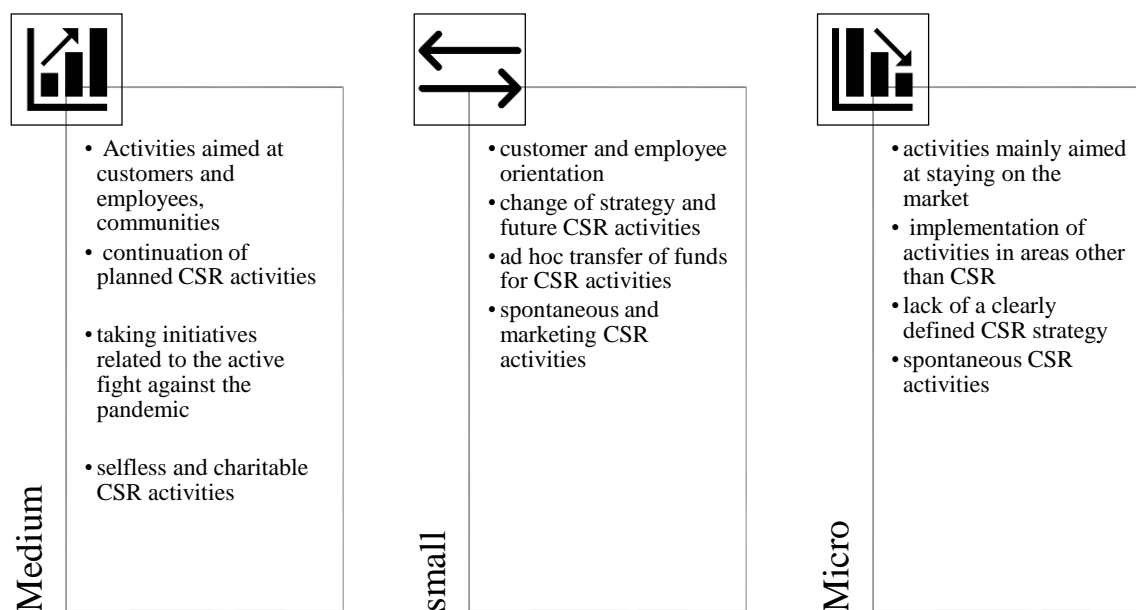 • Activities aimed at
customers and
employees,
communities
• continuation of
planned CSR activities
• taking initiatives
related to the active
fight against the
pandemic
• selfless and charitable
CSR activities
Medium
• customer and employee
orientation
• change of strategy and
future CSR activities
• ad hoc transfer of funds
for CSR activities
• spontaneous and
marketing CSR
activities
small
• activities mainly aimed
at staying on the
market
• implementation of
activities in areas other
than CSR
• lack of a clearly
defined CSR strategy
• spontaneous CSR
activities
Micro